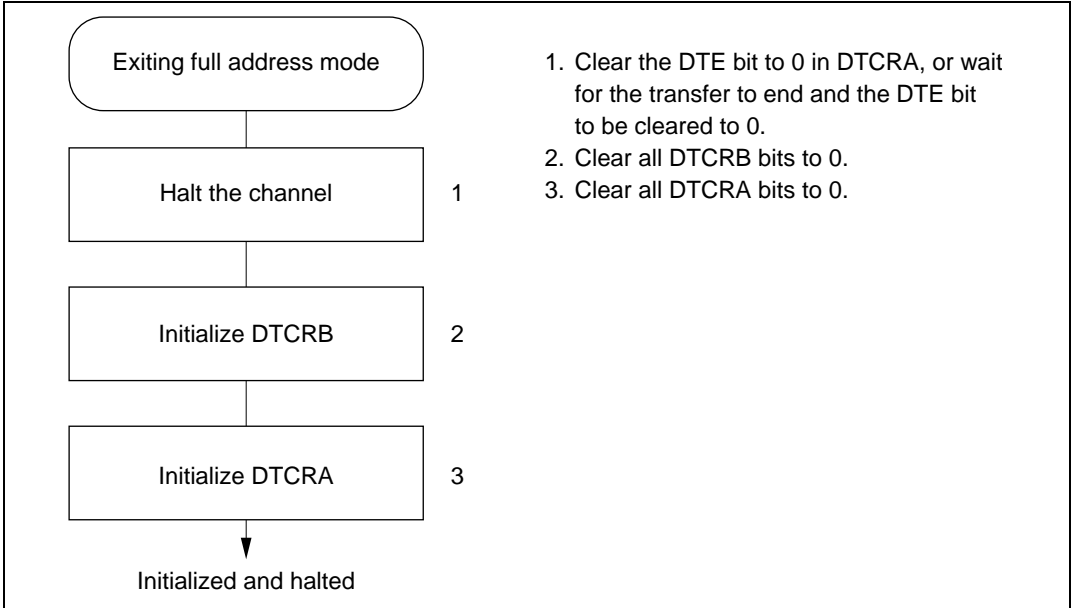 Exiting full address mode
Halt the channel
1
Initialize DTCRB
2
Initialize DTCRA
3
Initialized and halted
1. Clear the DTE bit to 0 in DTCRA, or wait
for the transfer to end and the DTE bit
to be cleared to 0.
2. Clear all DTCRB bits to 0.
3. Clear all DTCRA bits to 0.